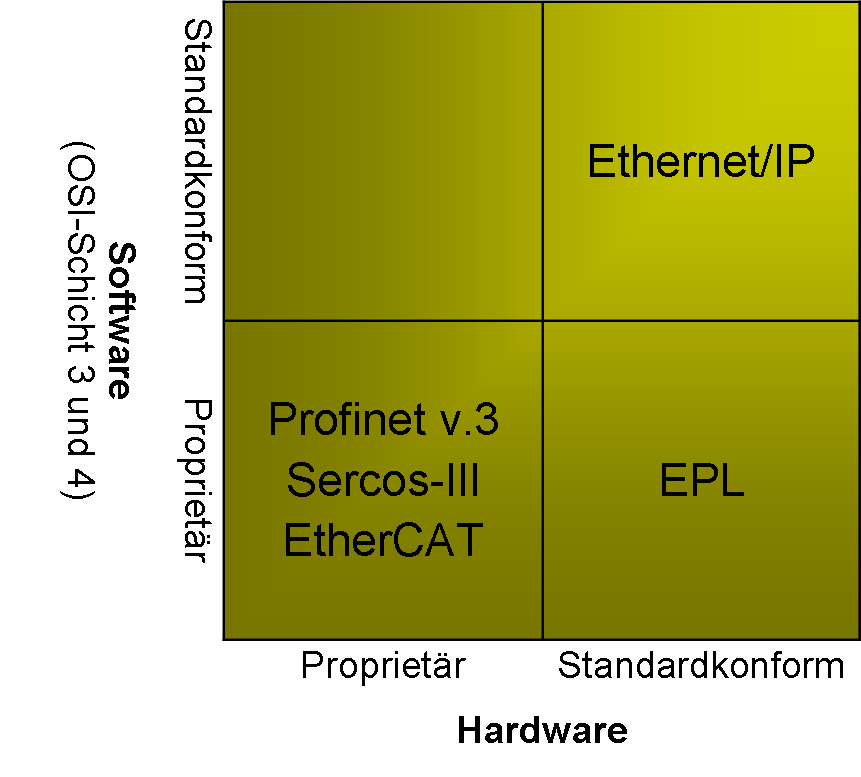 Software
(OSI-Schicht 3 und 4)
Standardkonform
Proprietär
Ethernet/IP
Profinet v.3
Sercos-III
EtherCAT
EPL
Proprietär
Standardkonform
Hardware